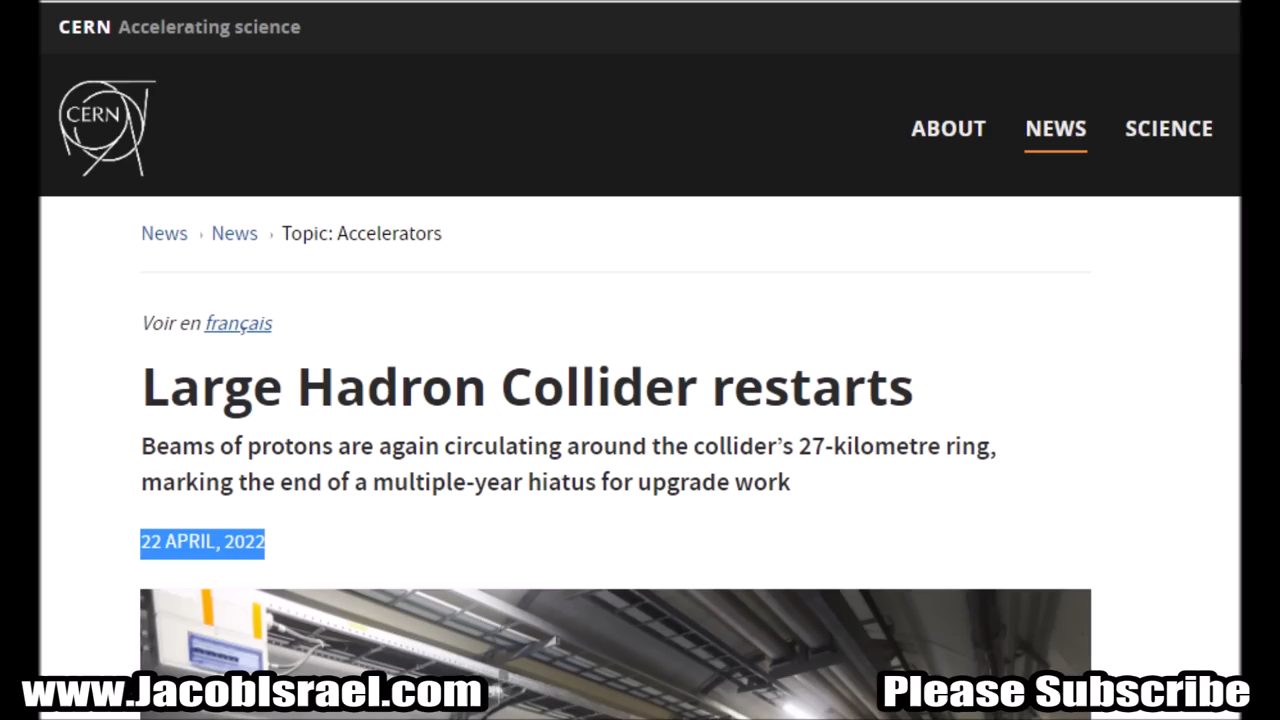 CERN Accelerating science
CERN
ABOUT NEWS SCIENCE
News › News › Topic: Accelerators
Voir en français
Large Hadron Collider restarts
Beams of protons are again circulating around the collider’s 27-kilometre ring,
marking the end of a multiple-year hiatus for upgrade work
22 APRIL, 2022
www.JacobIsrael.com
Please Subscribe